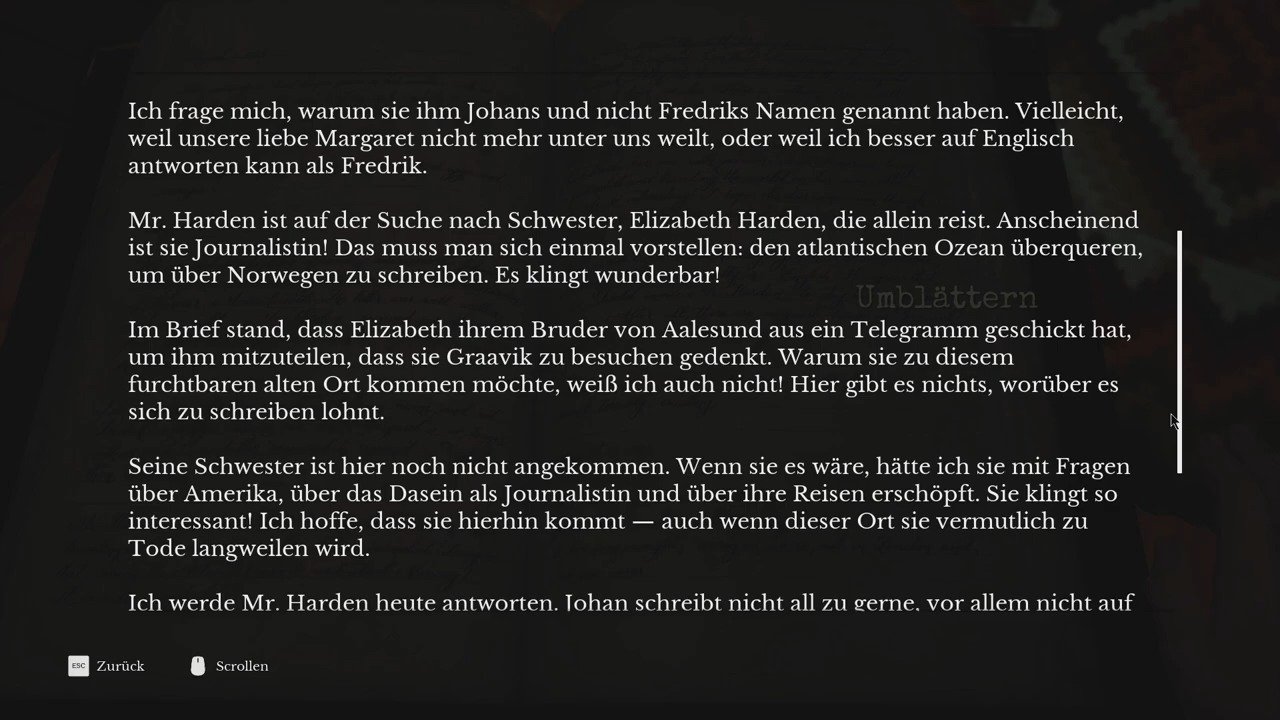 Ich frage mich, warum sie ihm Johans und nicht Fredriks Namen genannt haben. Vielleicht,
weil unsere liebe Margaret nicht mehr unter uns weilt, oder weil ich besser auf Englisch
antworten kann als Fredrik.
Mr. Harden ist auf der Suche nach Schwester, Elizabeth Harden, die allein reist. Anscheinend
ist sie Journalistin! Das muss man sich einmal vorstellen: den atlantischen Ozean überqueren,
um über Norwegen zu schreiben. Es klingt wunderbar!
Umblättern
Im Brief stand, dass Elizabeth ihrem Bruder von Aalesund aus ein Telegramm geschickt hat,
um ihm mitzuteilen, dass sie Graavik zu besuchen gedenkt. Warum sie zu diesem
furchtbaren alten Ort kommen möchte, weiß ich auch nicht! Hier gibt es nichts, worüber es
sich zu schreiben lohnt.
Seine Schwester ist hier noch nicht angekommen. Wenn sie es wäre, hätte ich sie mit Fragen
über Amerika, über das Dasein als Journalistin und über ihre Reisen erschöpft. Sie klingt so
interessant! Ich hoffe, dass sie hierhin kommt — auch wenn dieser Ort sie vermutlich zu
Tode langweilen wird.
Ich werde Mr. Harden heute antworten. Johan schreibt nicht all zu gerne, vor allem nicht auf
ESC Zurück
Scrollen